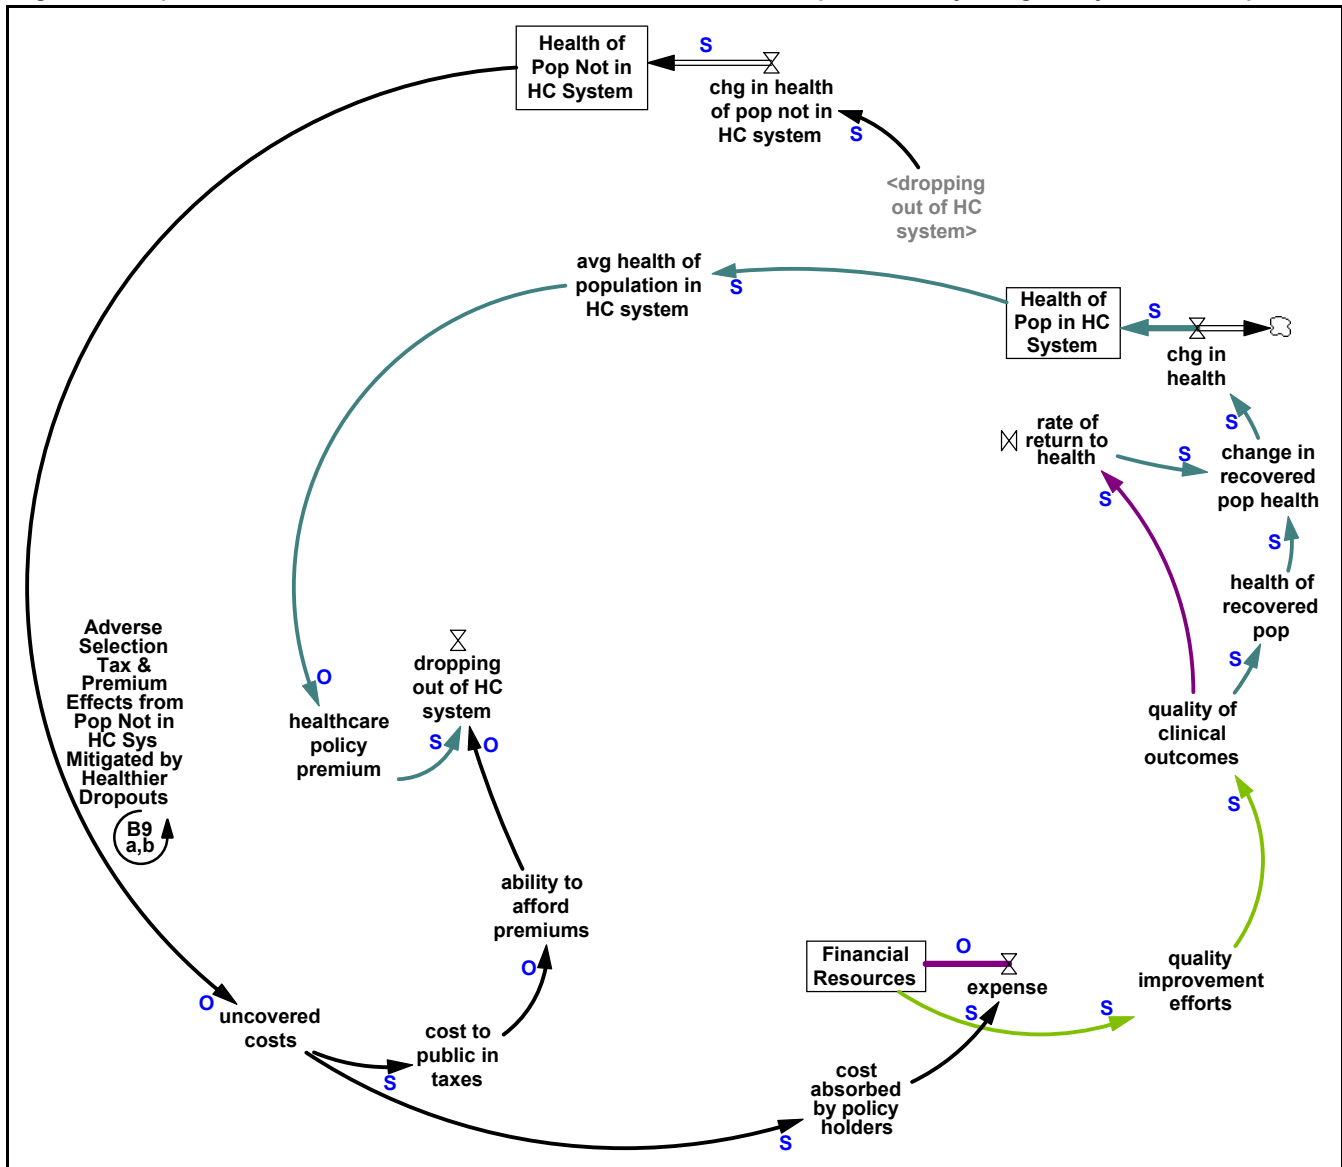 Health of
Pop Not in
HC System
S
chg in health
of pop not in
HC system
S
<dropping
out of HC
system>
avg health of
population in
HC system
S
Health of
Pop in HC
System
S
chg in
health
S
rate of
return to
health
S
S
change in
recovered
pop health
S
health of
recovered
pop
S
quality of
clinical
outcomes
S
Adverse
Selection
Tax &
Premium
Effects from
Pop Not in
HC Sys
Mitigated by
Healthier
Dropouts
B9
a,b
O
healthcare
policy
premium
dropping
out of HC
system
S
O
ability to
afford
premiums
O
O
uncovered
costs
S
cost to
public in
taxes
S
cost
absorbed
by policy
holders
Financial
Resources
O
expense
S
S
quality
improvement
efforts